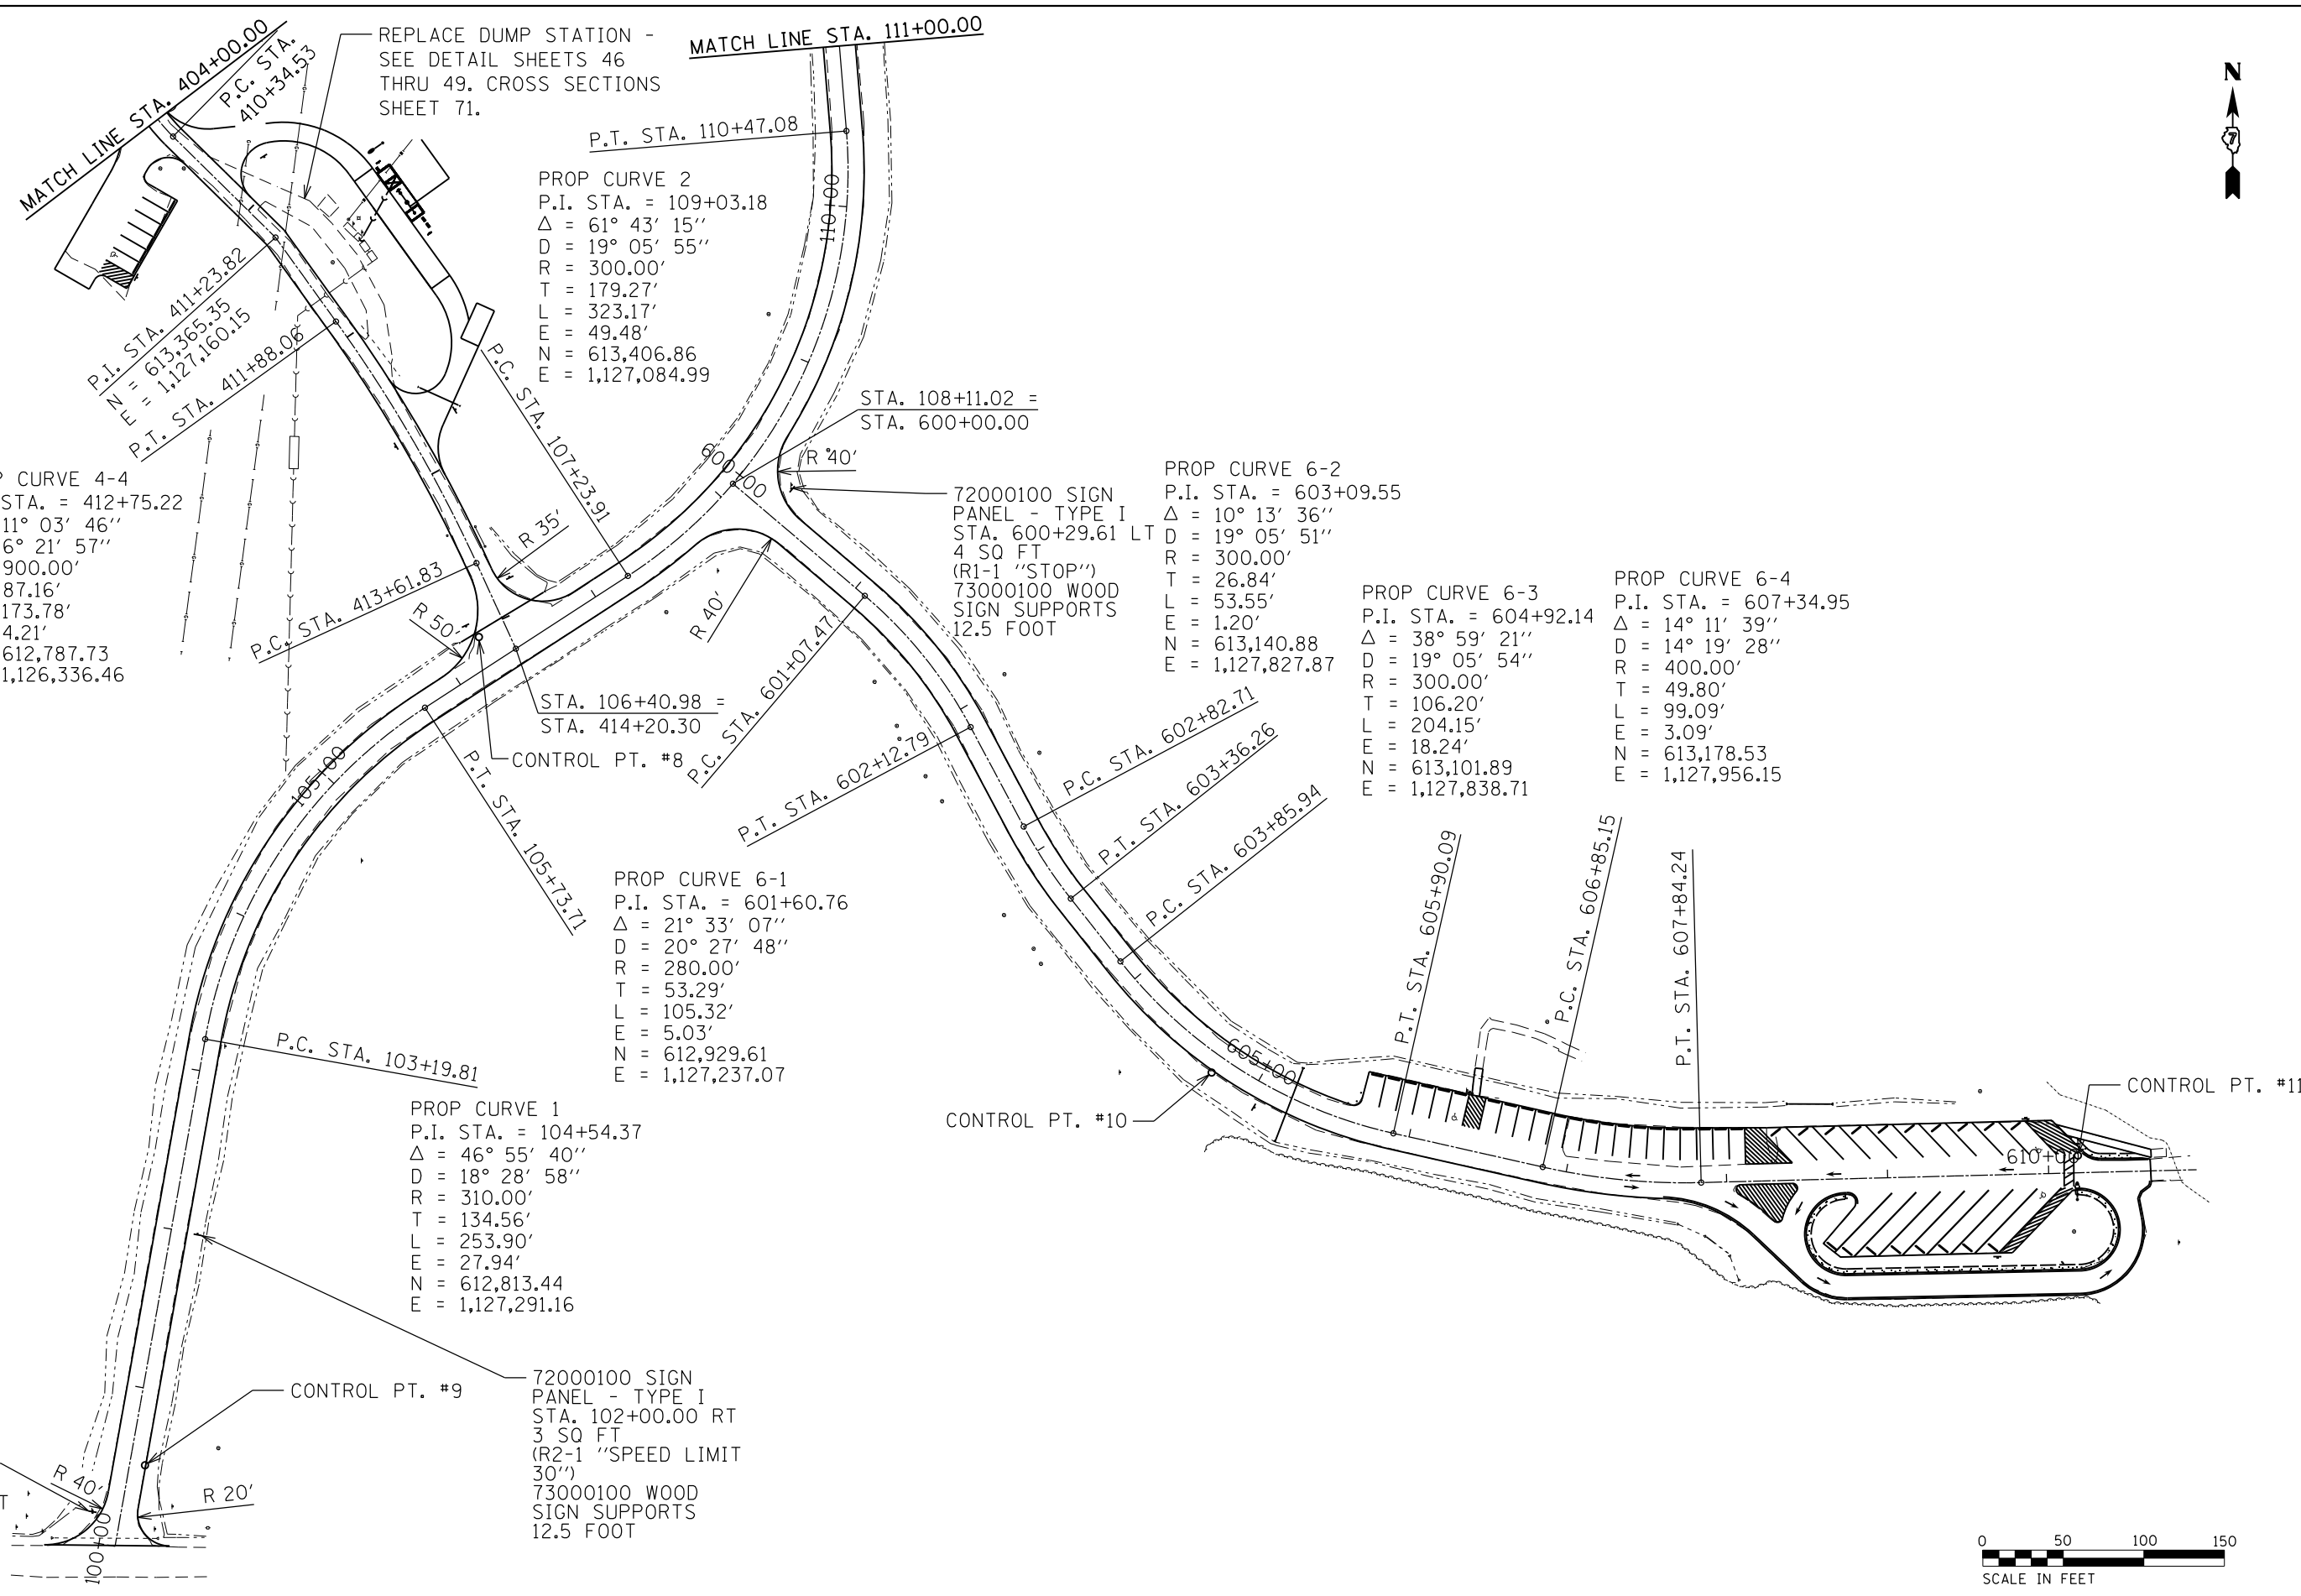 MATCH LINE STA. 404+00.00
P.C. STA.
410+34.53
REPLACE DUMP STATION -
SEE DETAIL SHEETS 46
THRU 49. CROSS SECTIONS
SHEET 71.
MATCH LINE STA. 111+00.00
N
7
P.T. STA. 110+47.08
110+00
PROP CURVE 2
P.I. STA. = 109+03.18
Δ = 61° 43' 15''
D = 19° 05' 55''
R = 300.00'
T = 179.27'
L = 323.17'
E = 49.48'
N = 613,406.86
E = 1,127,084.99
P.I. STA. 411+23.82
N = 613,365.35
E = 1,127,160.15
P.T. STA. 411+88.06
P.C. STA. 107+23.91
STA. 108+11.02 =
STA. 600+00.00
600+00
R 40'
P CURVE 4-4
STA. = 412+75.22
11° 03' 46''
6° 21' 57''
900.00'
87.16'
173.78'
4.21'
612,787.73
1,126,336.46
72000100 SIGN
PANEL - TYPE I
STA. 600+29.61 LT
4 SQ FT
(R1-1 ''STOP'')
73000100 WOOD
SIGN SUPPORTS
12.5 FOOT
PROP CURVE 6-2
P.I. STA. = 603+09.55
Δ = 10° 13' 36''
D = 19° 05' 51''
R = 300.00'
T = 26.84'
L = 53.55'
E = 1.20'
N = 613,140.88
E = 1,127,827.87
PROP CURVE 6-3
P.I. STA. = 604+92.14
Δ = 38° 59' 21''
D = 19° 05' 54''
R = 300.00'
T = 106.20'
L = 204.15'
E = 18.24'
N = 613,101.89
E = 1,127,838.71
PROP CURVE 6-4
P.I. STA. = 607+34.95
Δ = 14° 11' 39''
D = 14° 19' 28''
R = 400.00'
T = 49.80'
L = 99.09'
E = 3.09'
N = 613,178.53
E = 1,127,956.15
R 35'
P.C. STA. 413+61.83
R 50'
R 40'
STA. 106+40.98 =
STA. 414+20.30
CONTROL PT. #8
P.C. STA. 601+07.47
P.T. STA. 602+12.79
P.C. STA. 602+82.71
P.T. STA. 603+36.26
P.C. STA. 603+85.94
105+00
P.T. STA. 105+73.71
P.T. STA. 605+90.09
P.C. STA. 606+85.15
P.T. STA. 607+84.24
PROP CURVE 6-1
P.I. STA. = 601+60.76
Δ = 21° 33' 07''
D = 20° 27' 48''
R = 280.00'
T = 53.29'
L = 105.32'
E = 5.03'
N = 612,929.61
E = 1,127,237.07
P.C. STA. 103+19.81
605+00
CONTROL PT. #10
CONTROL PT. #11
610+00
PROP CURVE 1
P.I. STA. = 104+54.37
Δ = 46° 55' 40''
D = 18° 28' 58''
R = 310.00'
T = 134.56'
L = 253.90'
E = 27.94'
N = 612,813.44
E = 1,127,291.16
CONTROL PT. #9
72000100 SIGN
PANEL - TYPE I
STA. 102+00.00 RT
3 SQ FT
(R2-1 ''SPEED LIMIT
30'')
73000100 WOOD
SIGN SUPPORTS
12.5 FOOT
R 40'
R 20'
T
100+00
0 50 100 150
SCALE IN FEET